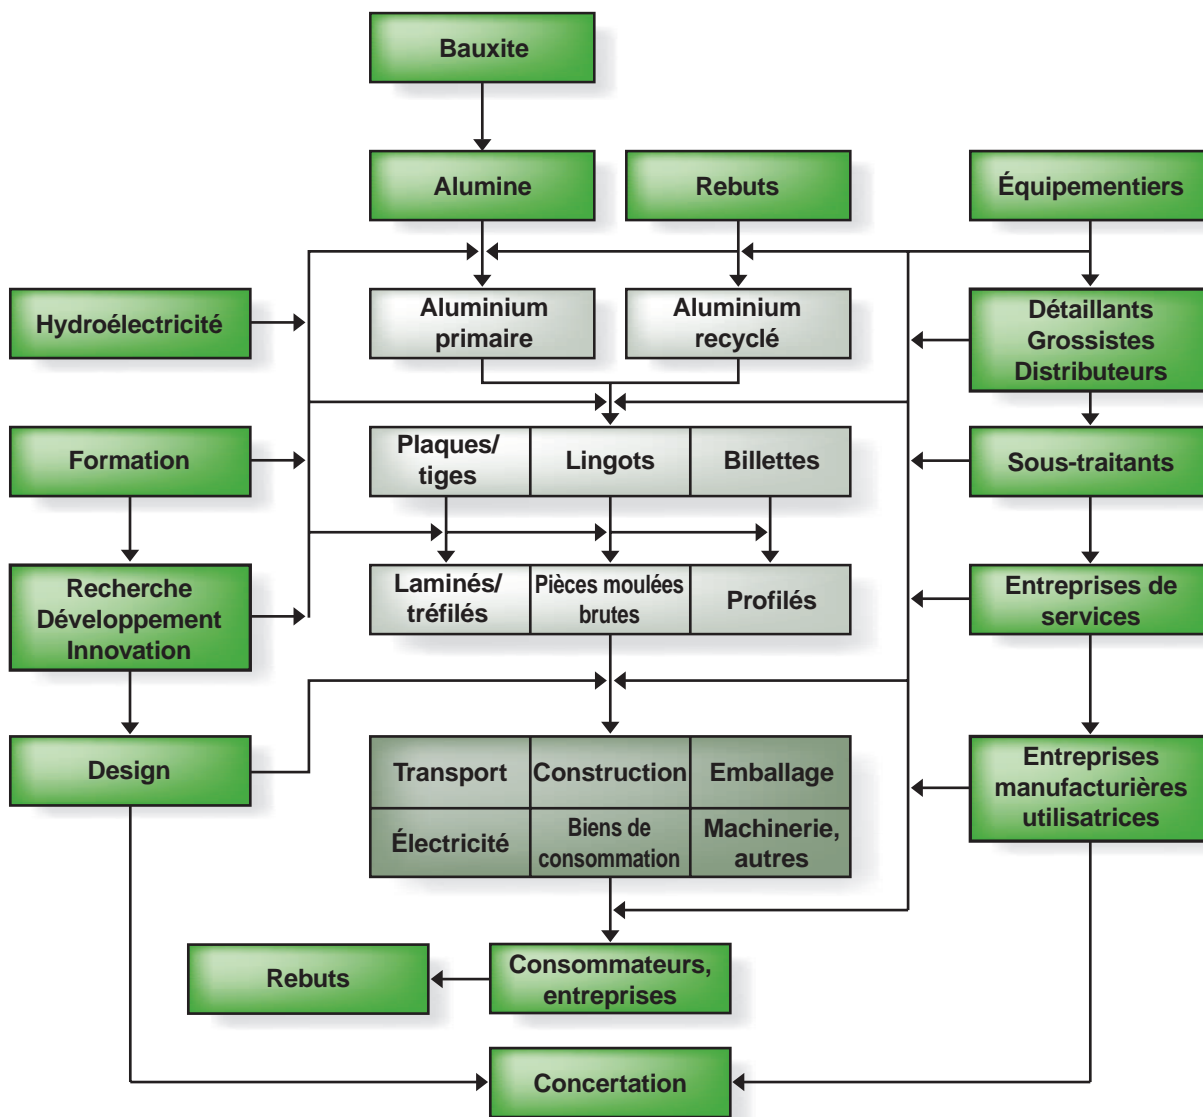 Bauxite
Alumine
Rebuts
Équipementiers
Hydroélectricité
Aluminium
primaire
Aluminium
recyclé
Détaillants
Grossistes
Distributeurs
Formation
Plaques/
tiges
Lingots
Billettes
Sous-traitants
Recherche
Développement
Innovation
Laminés/
tréfilés
Pièces moulées
brutes
Profilés
Entreprises de
services
Design
Transport
Construction
Emballage
Électricité
Biens de
consommation
Machinerie,
autres
Entreprises
manufacturières
utilisatrices
Rebuts
Consommateurs,
entreprises
Concertation